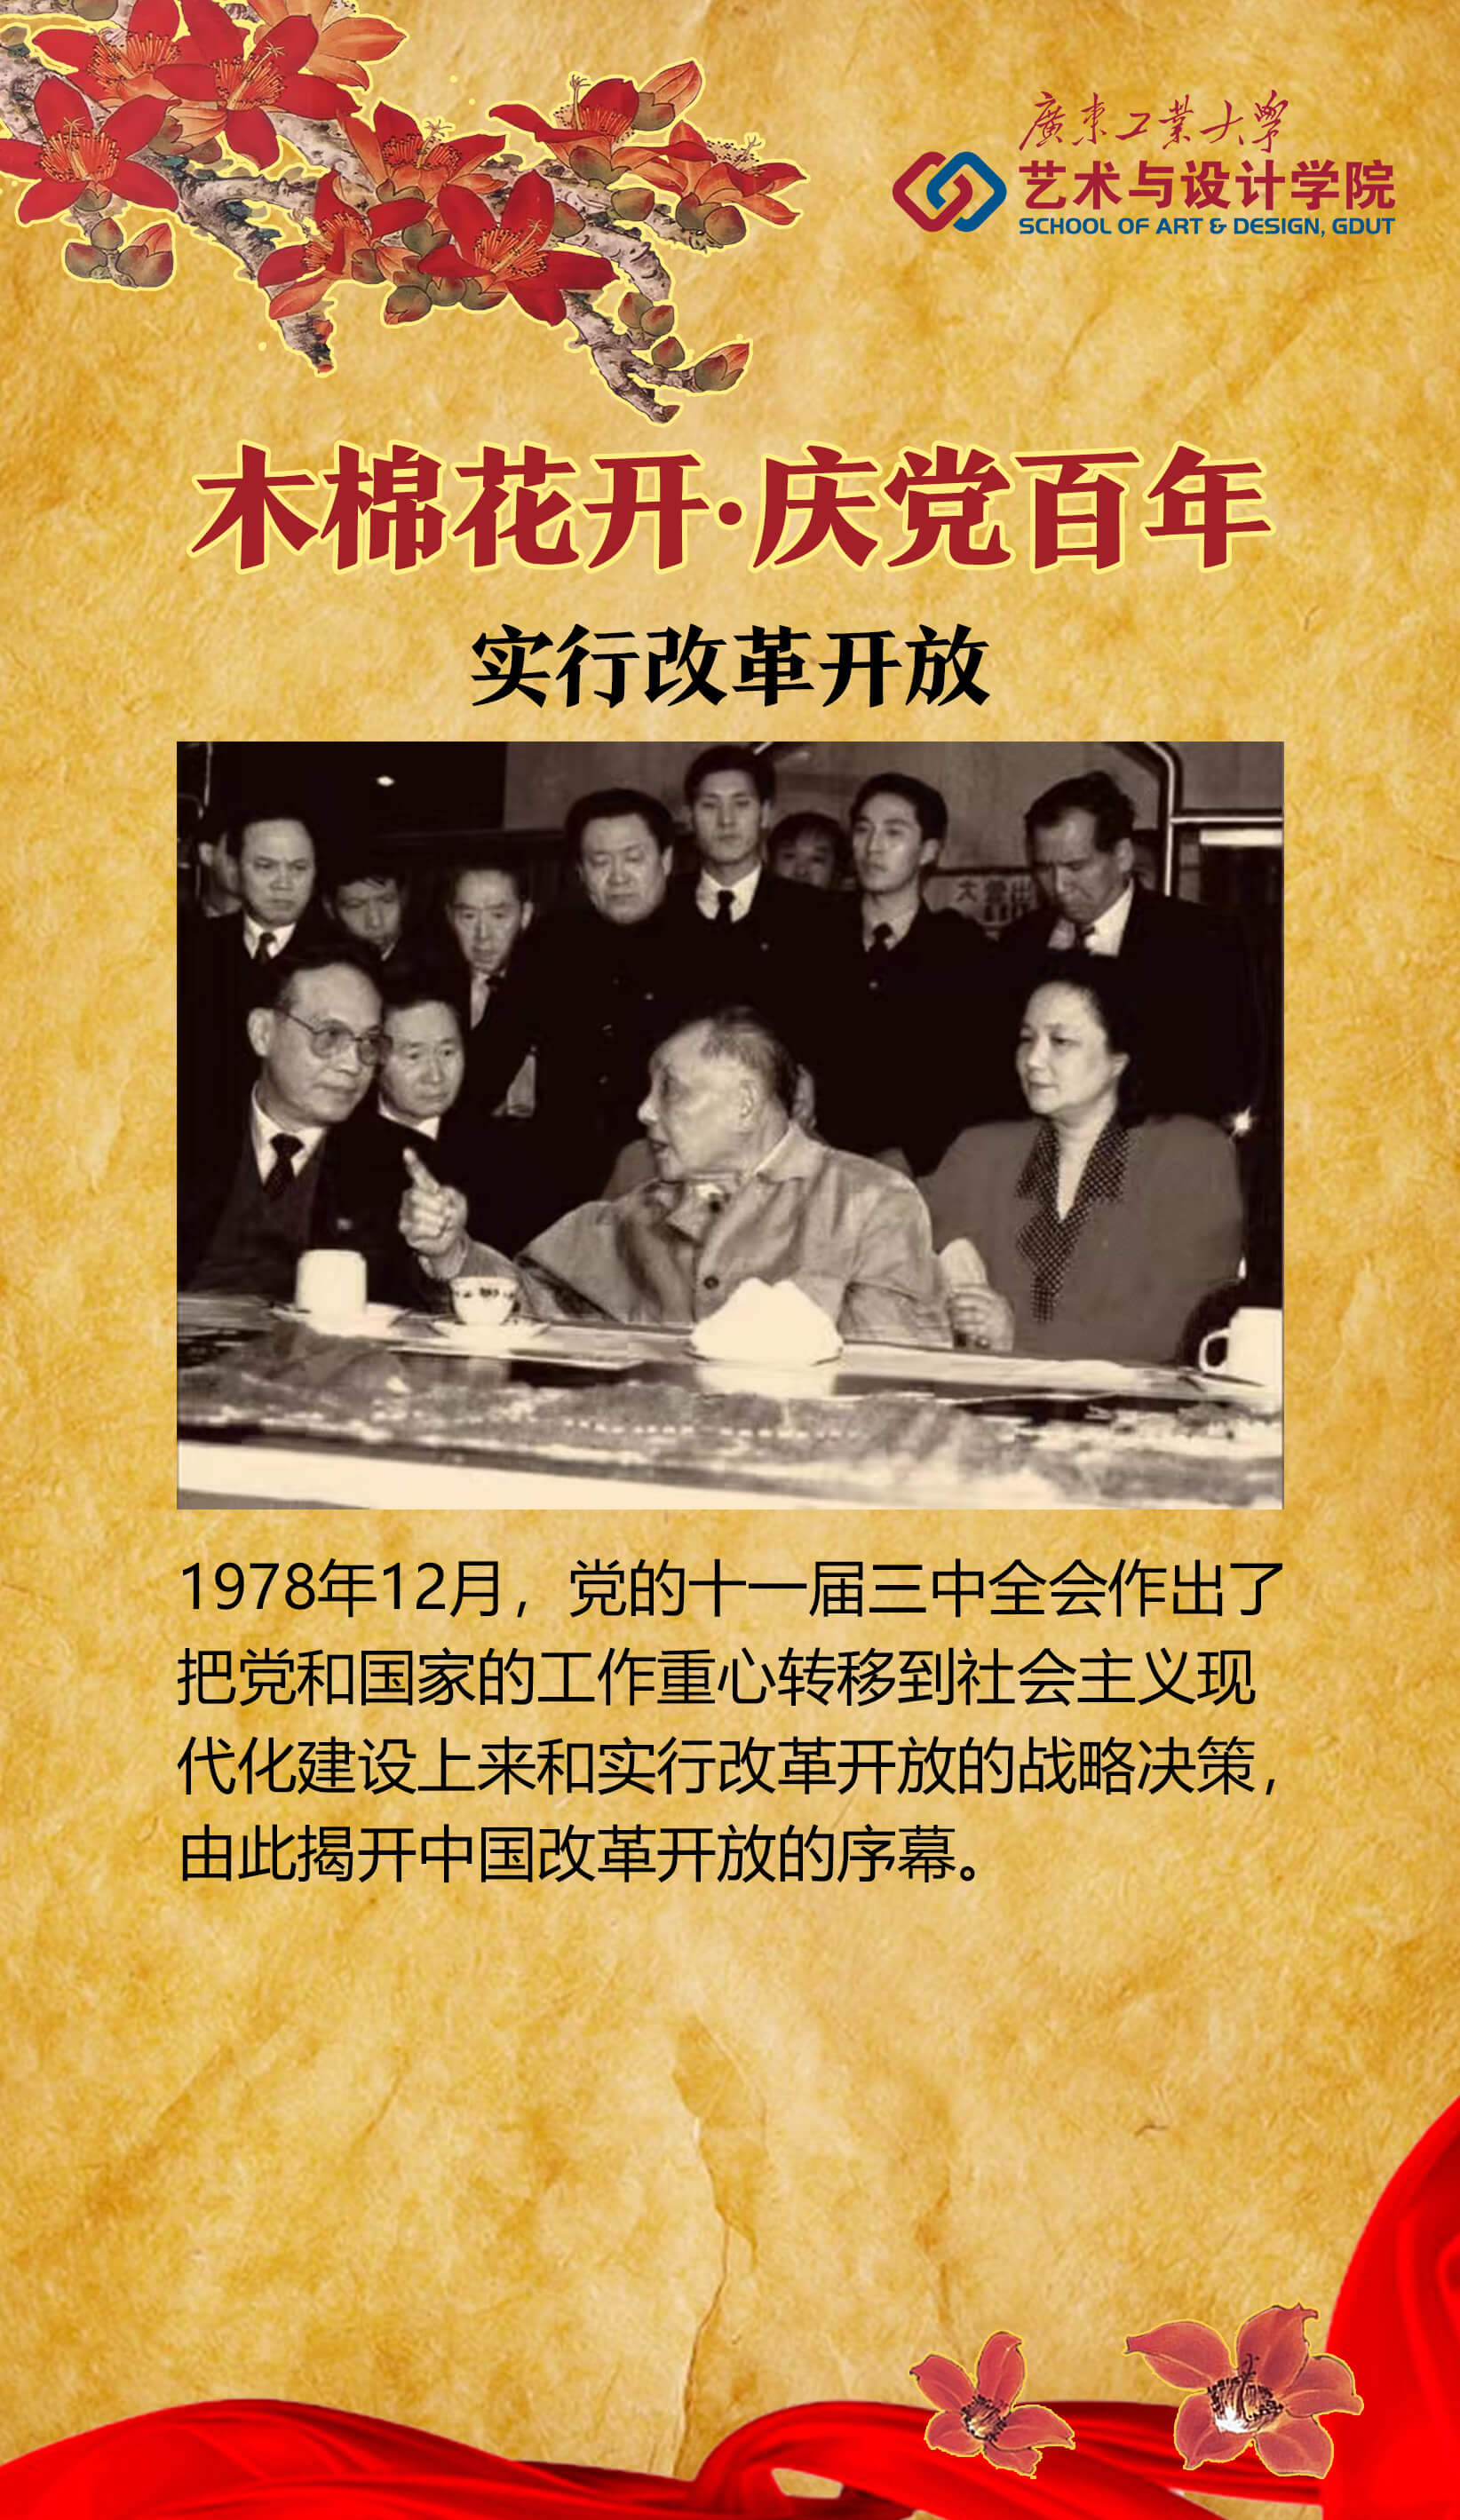 廣東工業大學
艺术与设计学院
SCHOOL OF ART & DESIGN, GDUT
木棉花开·庆党百年
实行改革开放
1978年12月，党的十一届三中全会作出了
把党和国家的工作重心转移到社会主义现
代化建设上来和实行改革开放的战略决策，
由此揭开中国改革开放的序幕。